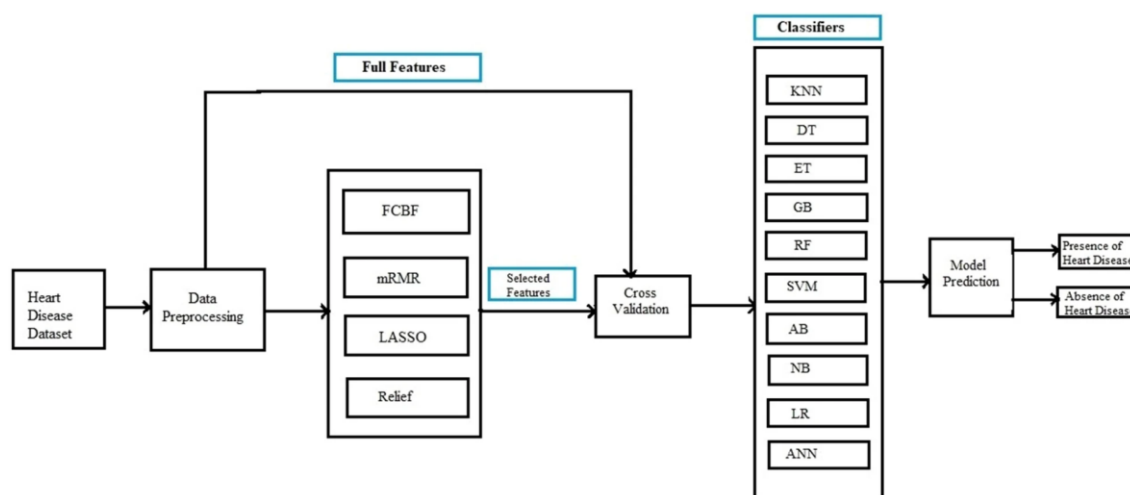 Classifiers
Full Features
KNN
DT
ET
GB
RF
SVM
AB
NB
LR
ANN
FCBF
mRMR
LASSO
Relief
Heart
Disease
Dataset
Data
Preprocessing
Selected
Features
Cross
Validation
Model
Prediction
Presence of
Heart Disease
Absence of
Heart Disease